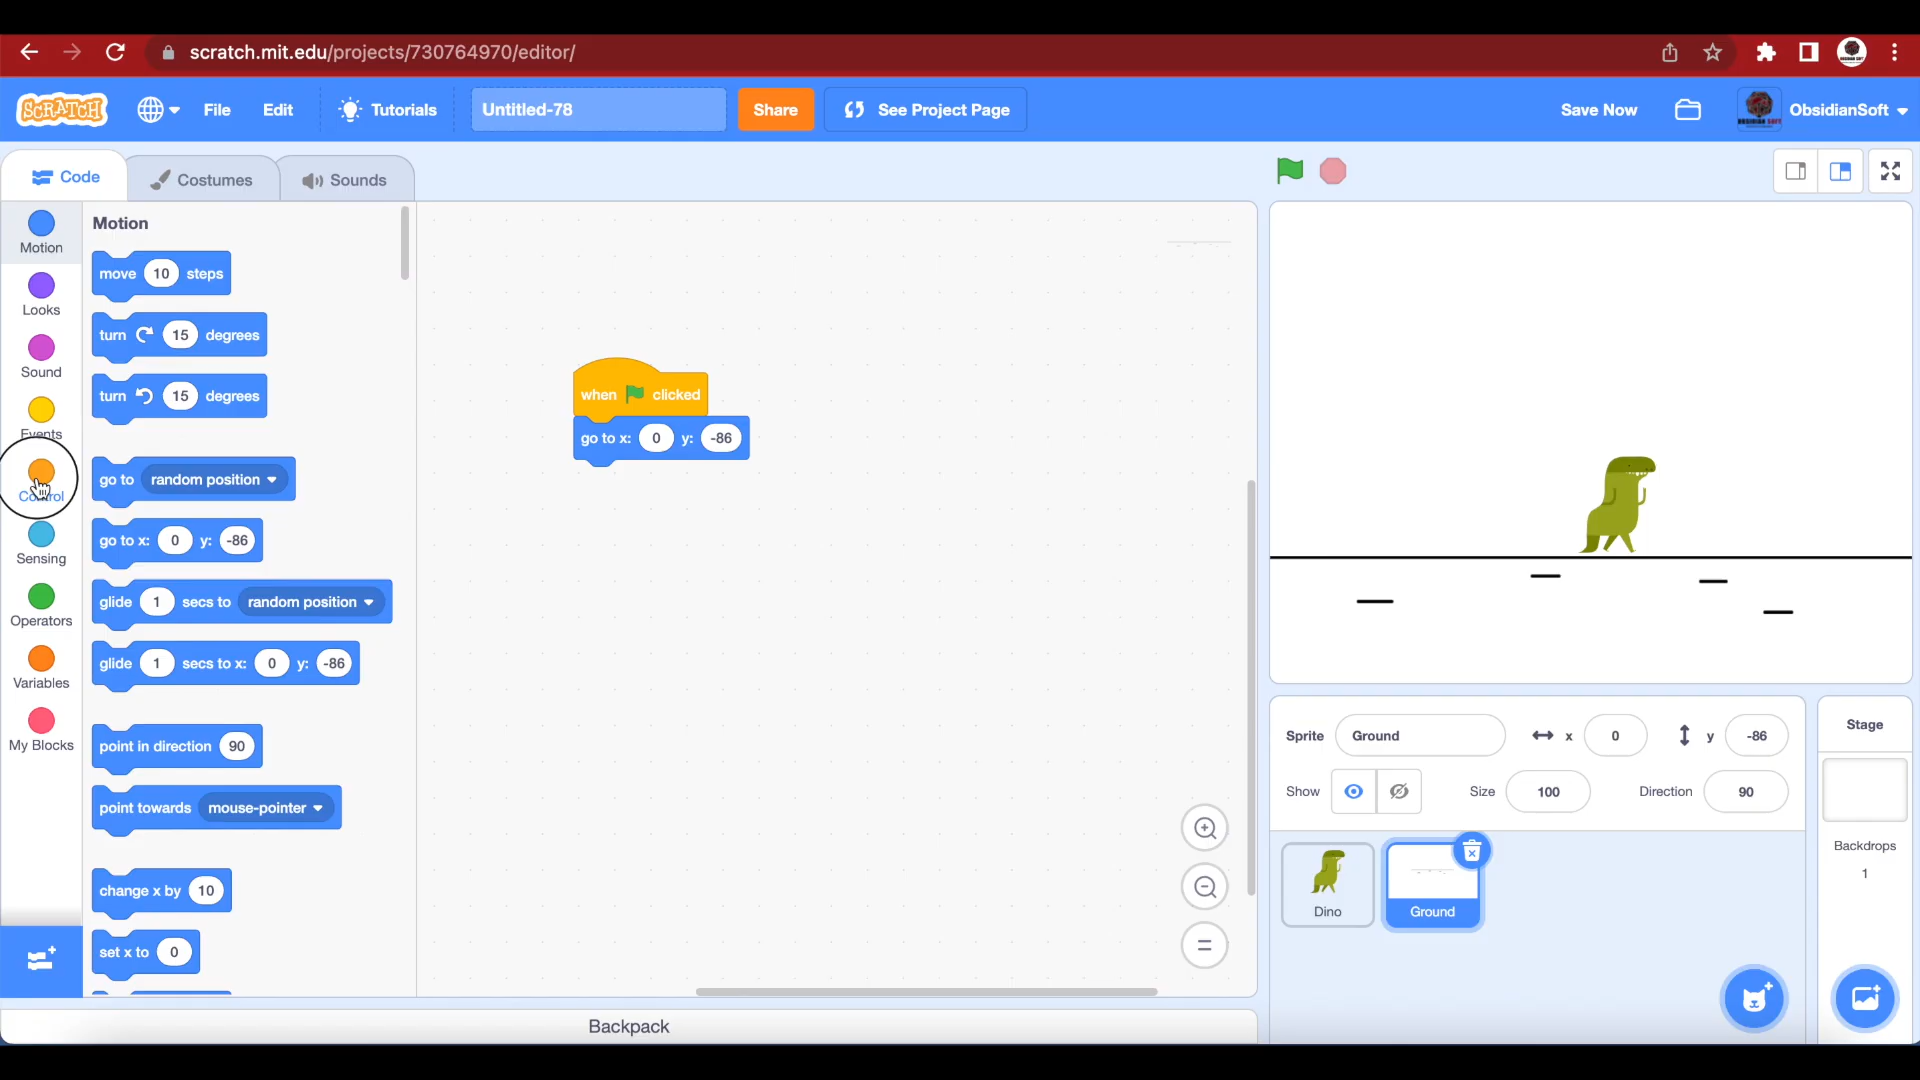 scratch.mit.edu/projects/730764970/editor/
SCRATCH
File
Edit
Tutorials
Untitled-78
Share
See Project Page
Save Now
ObsidianSoft
Code
Costumes
Sounds
Motion
Looks
Sound
Events
Control
Sensing
Operators
Variables
My Blocks
Motion
move 10 steps
turn 15 degrees
turn 15 degrees
go to random position
go to x: 0 y: -86
glide 1 secs to random position
glide 1 secs to x: 0 y: -86
point in direction 90
point towards mouse-pointer
change x by 10
set x to 0
when clicked
go to x: 0 y: -86
Backpack
Sprite Ground x 0 y -86
Show Size 100 Direction 90
Dino
Ground
Stage
Backdrops
1